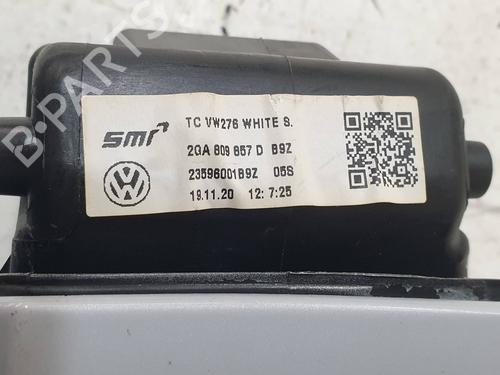 B-PARTS
smr
TC VW276 WHITE S.
2GA 809 857 D B9Z
23596001B9Z 05S
19.11.20 12:7:25